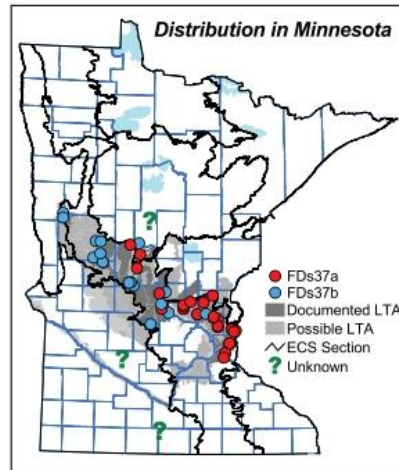 Distribution in Minnesota
?
FDs37a
FDs37b
Documented LTA
Possible LTA
ECS Section
? Unknown
?
?